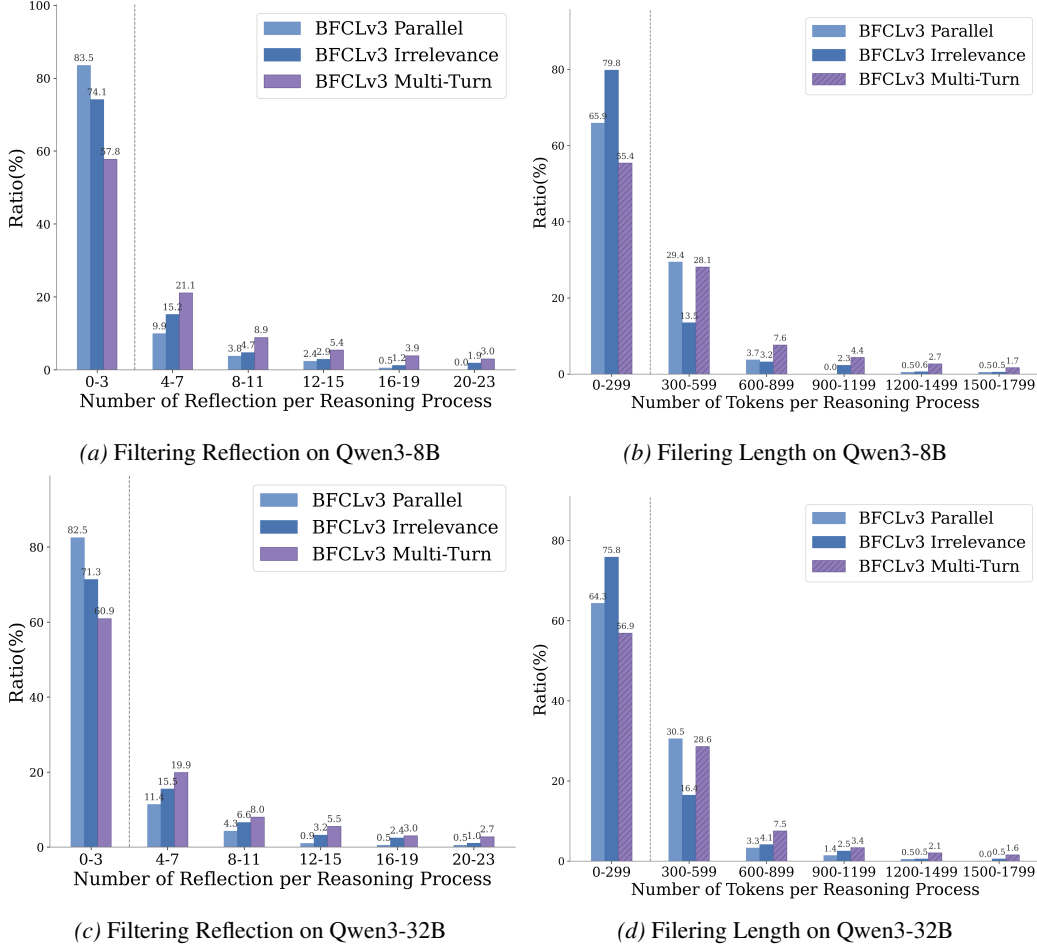 100
80
60
40
20
0
Ratio(%)
BFCLv3 Parallel
BFCLv3 Irrelevance
BFCLv3 Multi-Turn
83.5 74.1 57.8
9.9 15.2 21.1
3.8 4.7 8.9
2.4 2.9 5.4
0.5 1.2 3.9
0.0 1.9 3.0
0-3 4-7 8-11 12-15 16-19 20-23
Number of Reflection per Reasoning Process
(a) Filtering Reflection on Qwen3-8B
80
60
40
20
0
Ratio(%)
BFCLv3 Parallel
BFCLv3 Irrelevance
BFCLv3 Multi-Turn
65.9 79.8 55.4
29.4 13.5 28.1
3.7 3.2 7.6
0.0 2.3 4.4
0.5 0.6 2.7
0.5 0.5 1.7
0-299 300-599 600-899 900-1199 1200-1499 1500-1799
Number of Tokens per Reasoning Process
(b) Filering Length on Qwen3-8B
80
60
40
20
0
Ratio(%)
BFCLv3 Parallel
BFCLv3 Irrelevance
BFCLv3 Multi-Turn
82.5 71.3 60.9
11.4 15.5 19.9
4.3 6.6 8.0
0.9 3.2 5.5
0.5 2.4 3.0
0.5 1.0 2.7
0-3 4-7 8-11 12-15 16-19 20-23
Number of Reflection per Reasoning Process
(c) Filtering Reflection on Qwen3-32B
80
60
40
20
0
Ratio(%)
BFCLv3 Parallel
BFCLv3 Irrelevance
BFCLv3 Multi-Turn
64.3 75.8 56.9
30.5 16.4 28.6
3.3 4.1 7.5
1.4 2.5 3.4
0.5 0.5 2.1
0.0 0.5 1.6
0-299 300-599 600-899 900-1199 1200-1499 1500-1799
Number of Tokens per Reasoning Process
(d) Filering Length on Qwen3-32B